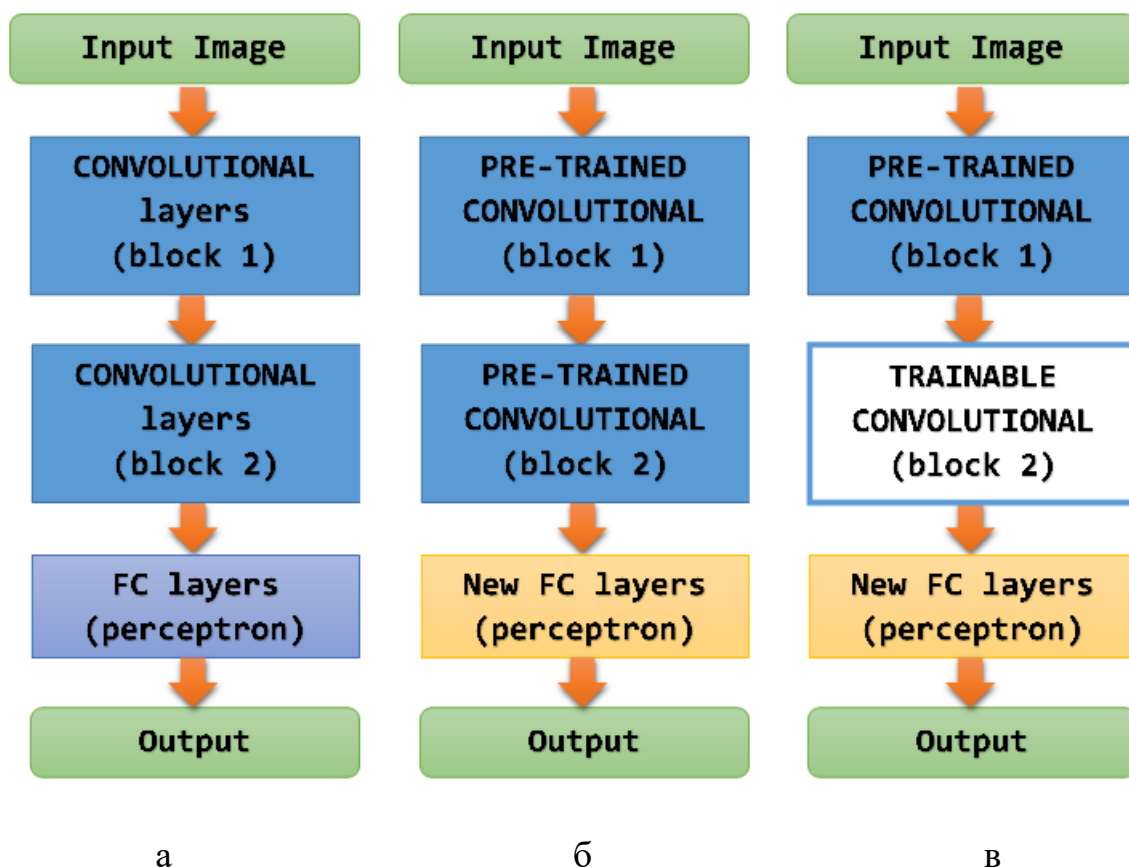 Input Image
CONVOLUTIONAL
layers
(block 1)
CONVOLUTIONAL
layers
(block 2)
FC layers
(perceptron)
Output
а
Input Image
PRE-TRAINED
CONVOLUTIONAL
(block 1)
PRE-TRAINED
CONVOLUTIONAL
(block 2)
New FC layers
(perceptron)
Output
б
Input Image
PRE-TRAINED
CONVOLUTIONAL
(block 1)
TRAINABLE
CONVOLUTIONAL
(block 2)
New FC layers
(perceptron)
Output
в